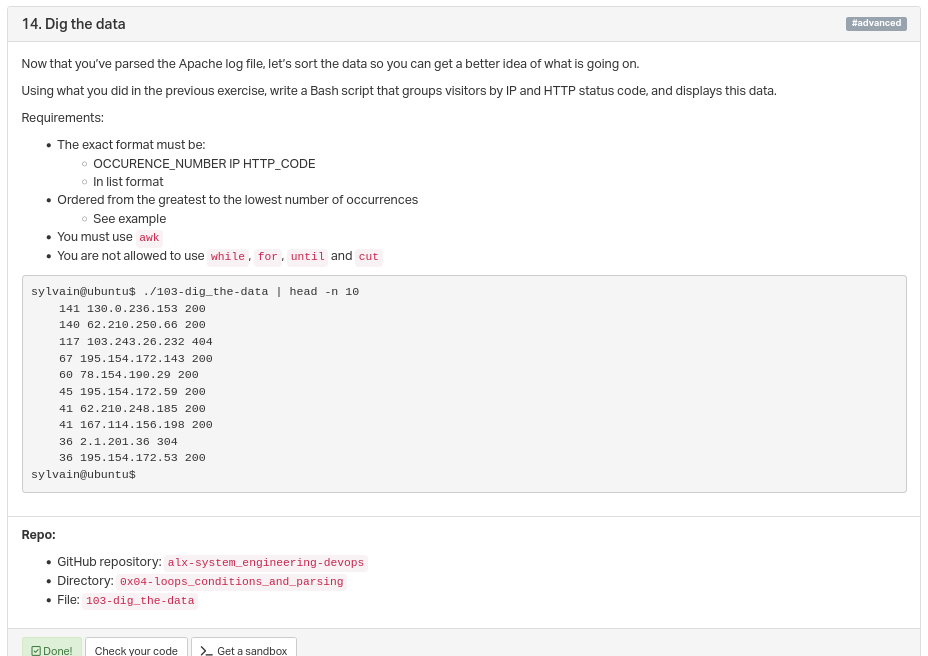 14. Dig the data
#advanced
Now that you've parsed the Apache log file, let's sort the data so you can get a better idea of what is going on.
Using what you did in the previous exercise, write a Bash script that groups visitors by IP and HTTP status code, and displays this data.
Requirements:
The exact format must be:
OCCURENCE_NUMBER IP HTTP_CODE
In list format
Ordered from the greatest to the lowest number of occurrences
See example
You must use awk
You are not allowed to use while, for, until and cut
sylvain@ubuntu$ ./103-dig_the-data | head -n 10
141 130.0.236.153 200
140 62.210.250.66 200
117 103.243.26.232 404
67 195.154.172.143 200
60 78.154.190.29 200
45 195.154.172.59 200
41 62.210.248.185 200
41 167.114.156.198 200
36 2.1.201.36 304
36 195.154.172.53 200
sylvain@ubuntu$
Repo:
GitHub repository: alx-system_engineering-devops
Directory: 0x04-loops_conditions_and_parsing
File: 103-dig_the-data
Done! Check your code >_ Get a sandbox